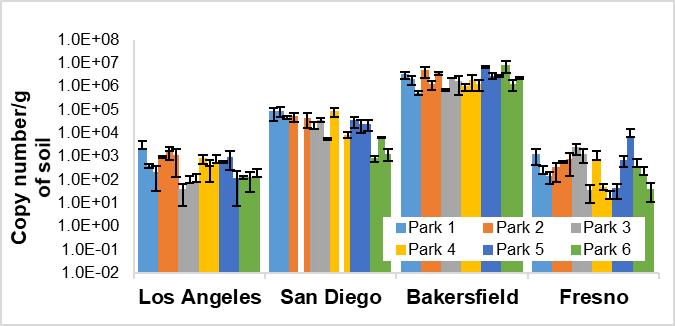 Copy number/g
of soil
1.0E+08
1.0E+07
1.0E+06
1.0E+05
1.0E+04
1.0E+03
1.0E+02
1.0E+01
1.0E+00
1.0E-01
1.0E-02
Park 1 Park 2 Park 3
Park 4 Park 5 Park 6
Los Angeles San Diego Bakersfield Fresno